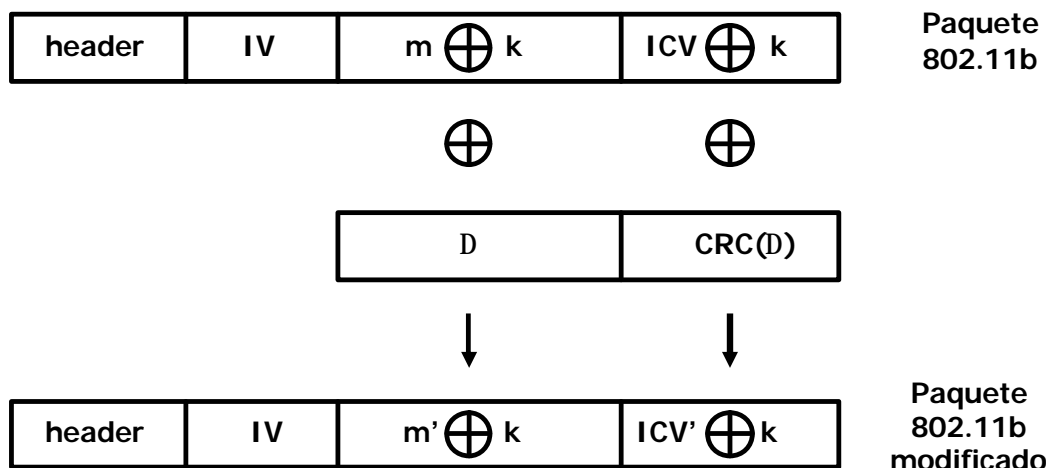 header IV m ⊕ k ICV ⊕ k
Paquete
802.11b
⊕ ⊕
D CRC(D)
header IV m' ⊕ k ICV' ⊕ k
Paquete
802.11b
modificado